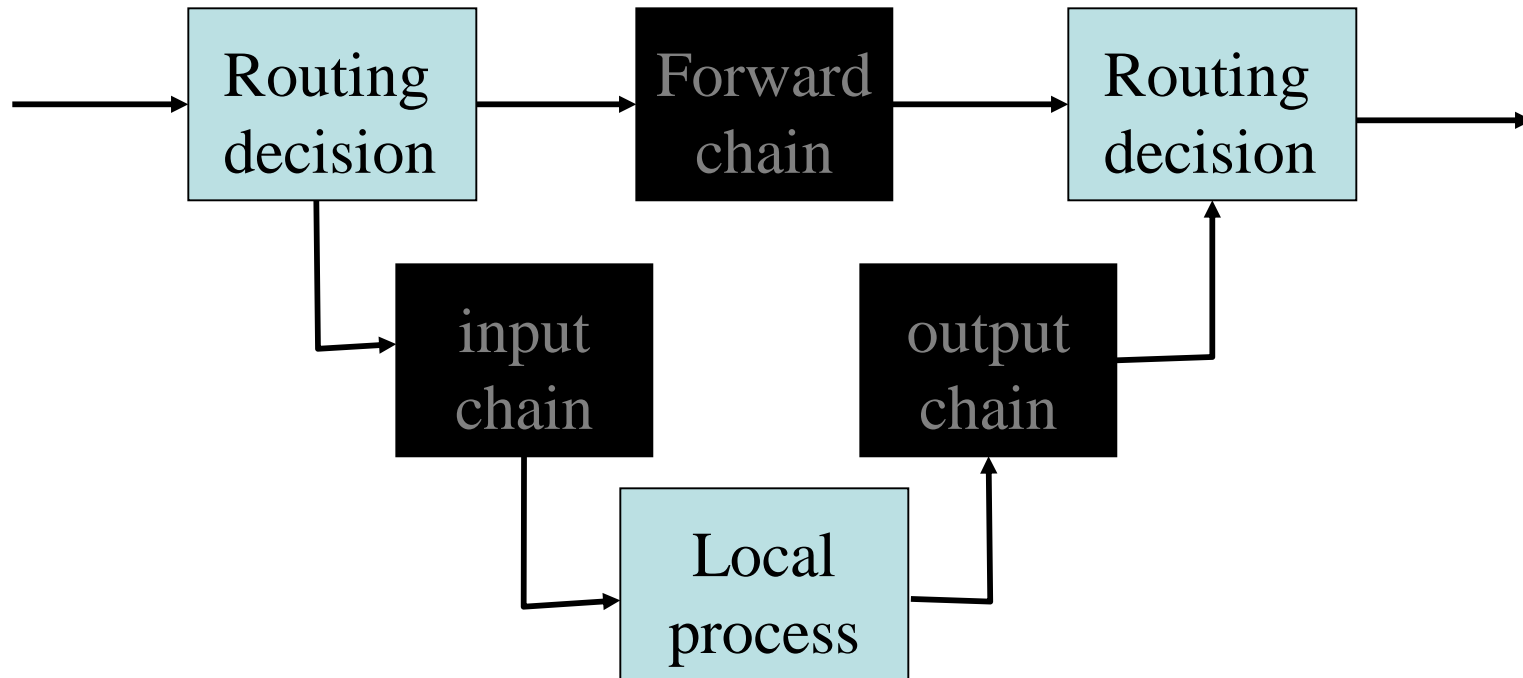 Routing
decision
Forward
chain
Routing
decision
input
chain
output
chain
Local
process